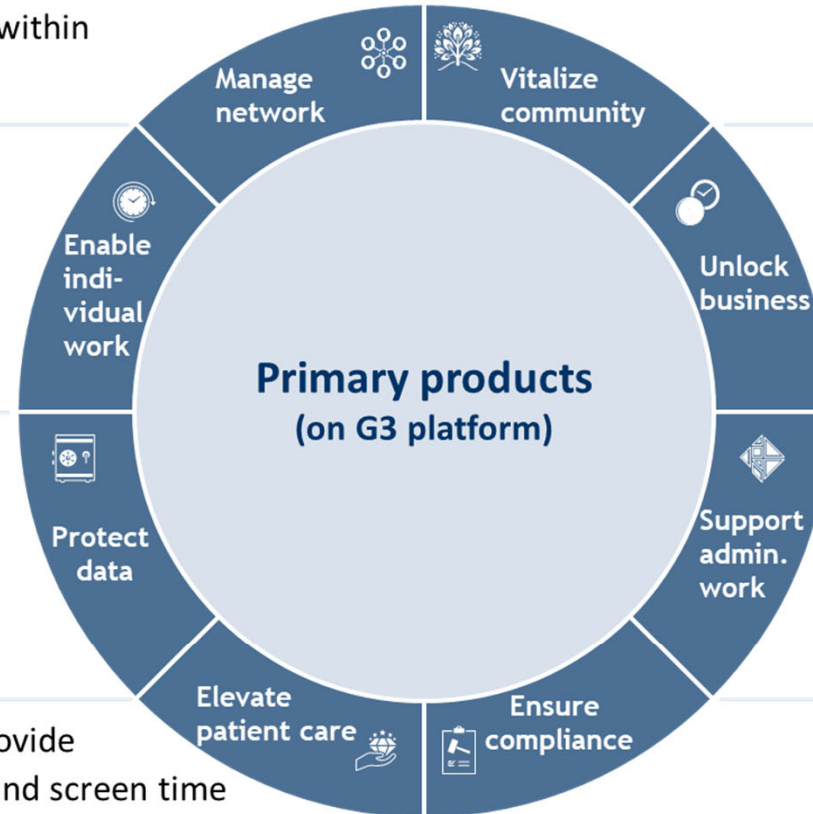 within
Manage
network
Vitalize
community
Enable
indi-
vidual
work
Unlock
business
Primary products
(on G3 platform)
Protect
data
Support
admin.
work
Elevate
patient care
Ensure
compliance
ovide
nd screen time